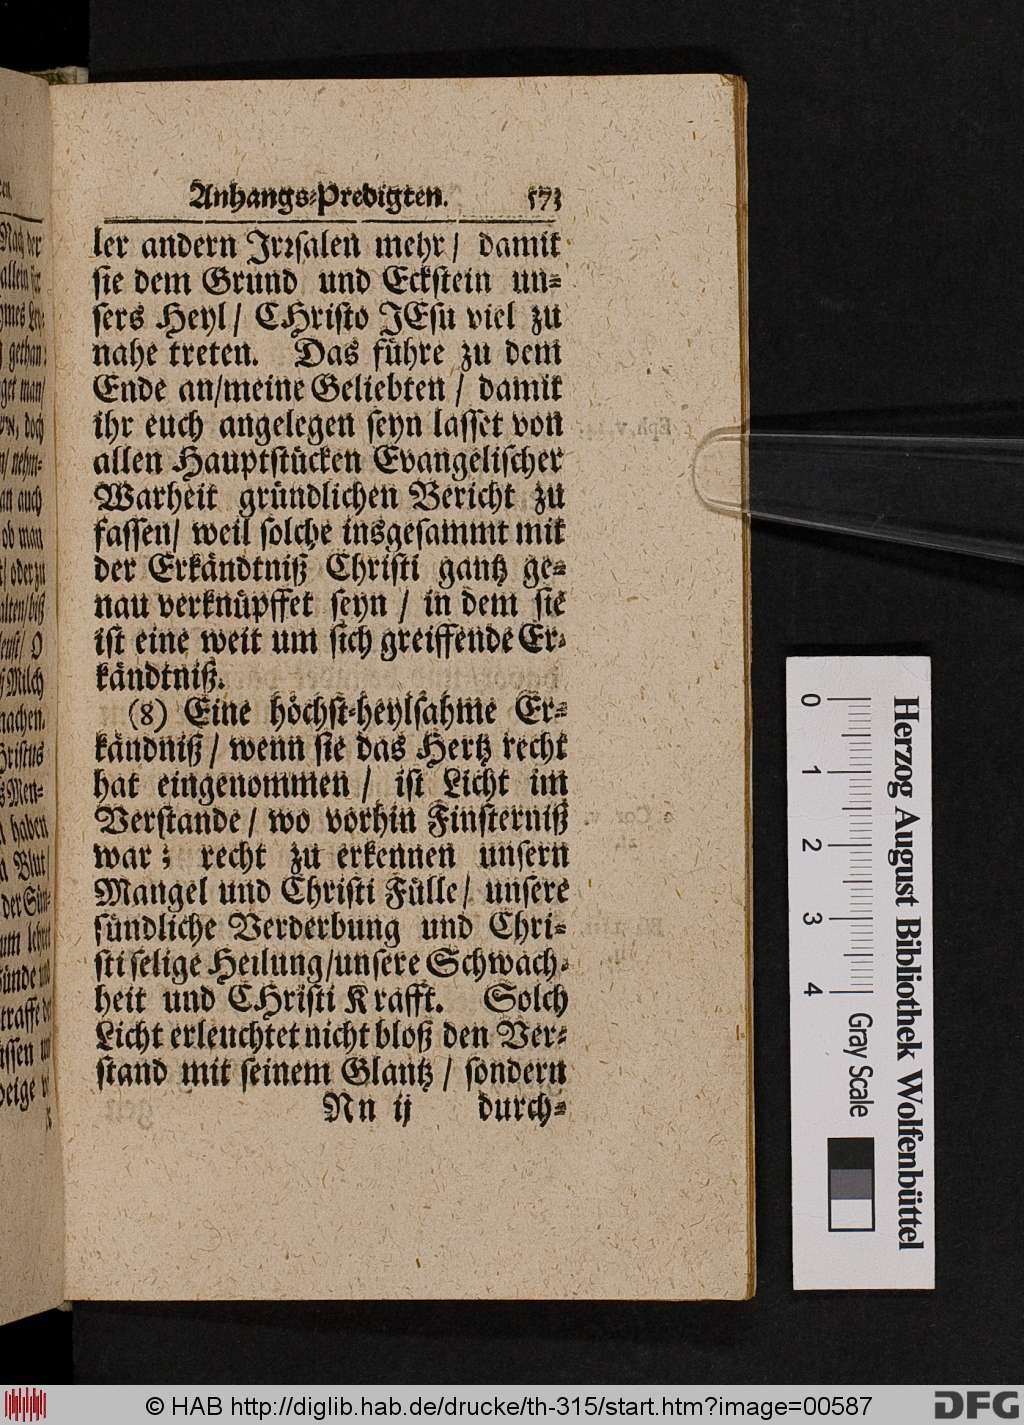 Anhangs-Predigten. 573
ler andern Irrsalen mehr / damit
sie dem Grund und Eckstein un-
sers Heyl / CHristo JEsu viel zu
nahe treten. Das führe zu dem
Ende an/meine Geliebten / damit
ihr euch angelegen seyn lasset von
allen Hauptstücken Evangelischer
Warheit gründlichen Bericht zu
fassen/ weil solche insgesammt mit
der Erkändtniß Christi gantz ge-
nau verknüpffet seyn / in dem sie
ist eine weit um sich greiffende Er-
kändtniß.
(8) Eine höchst-heylsahme Er-
kändniß / wenn sie das Hertz recht
hat eingenommen / ist Licht im
Verstande / wo vorhin Finsterniß
war ; recht zu erkennen unsern
Mangel und Christi Fülle / unsere
sündliche Verderbung und Chri-
sti selige Heilung/unsere Schwach-
heit und CHristi Krafft. Solch
Licht erleuchtet nicht bloß den Ver-
stand mit seinem Glantz / sondern
Nn ij durch-
0 1 2 3 4
Gray Scale
Herzog August Bibliothek Wolfenbüttel
© HAB http://diglib.hab.de/drucke/th-315/start.htm?image=00587
DFG